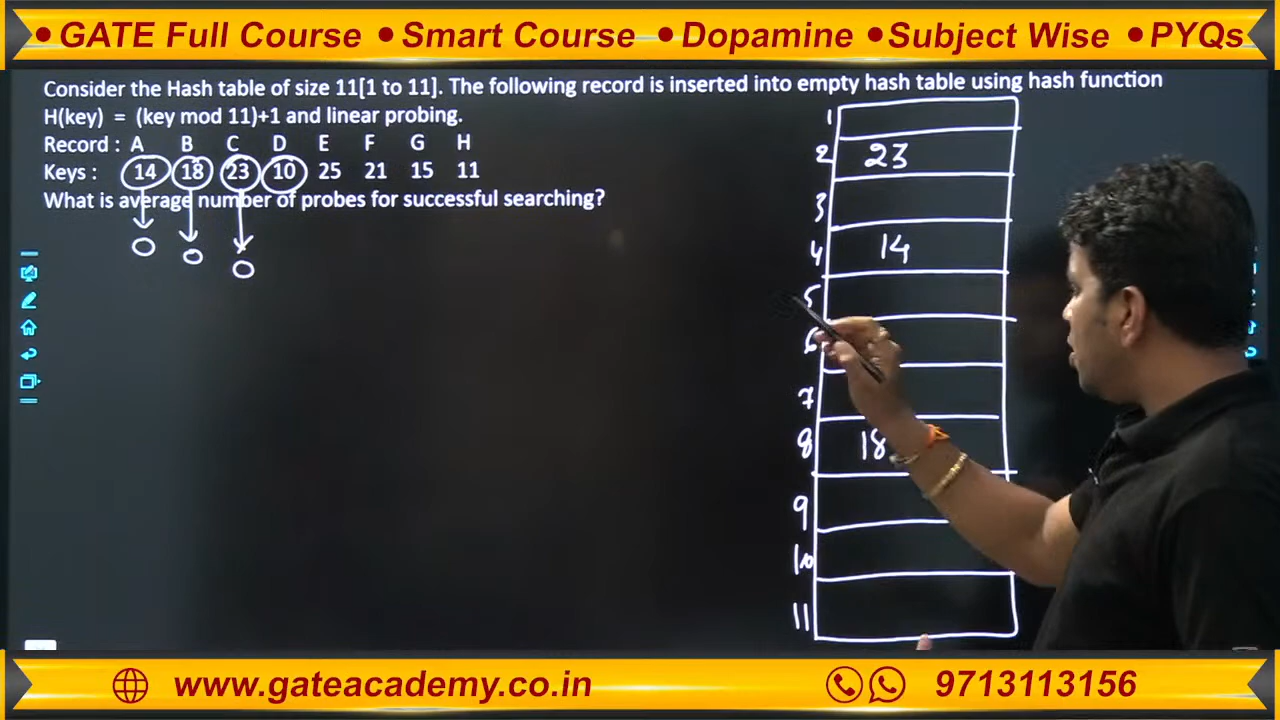 • GATE Full Course • Smart Course • Dopamine • Subject Wise • PYQs
Consider the Hash table of size 11[1 to 11]. The following record is inserted into empty hash table using hash function
H(key) = (key mod 11)+1 and linear probing.
Record : A B C D E F G H
Keys : 14 18 23 10 25 21 15 11
What is average number of probes for successful searching?
0 0 0
1
2 23
3
4 14
5
6
7
8 18
9
10
11
www.gateacademy.co.in 9713113156